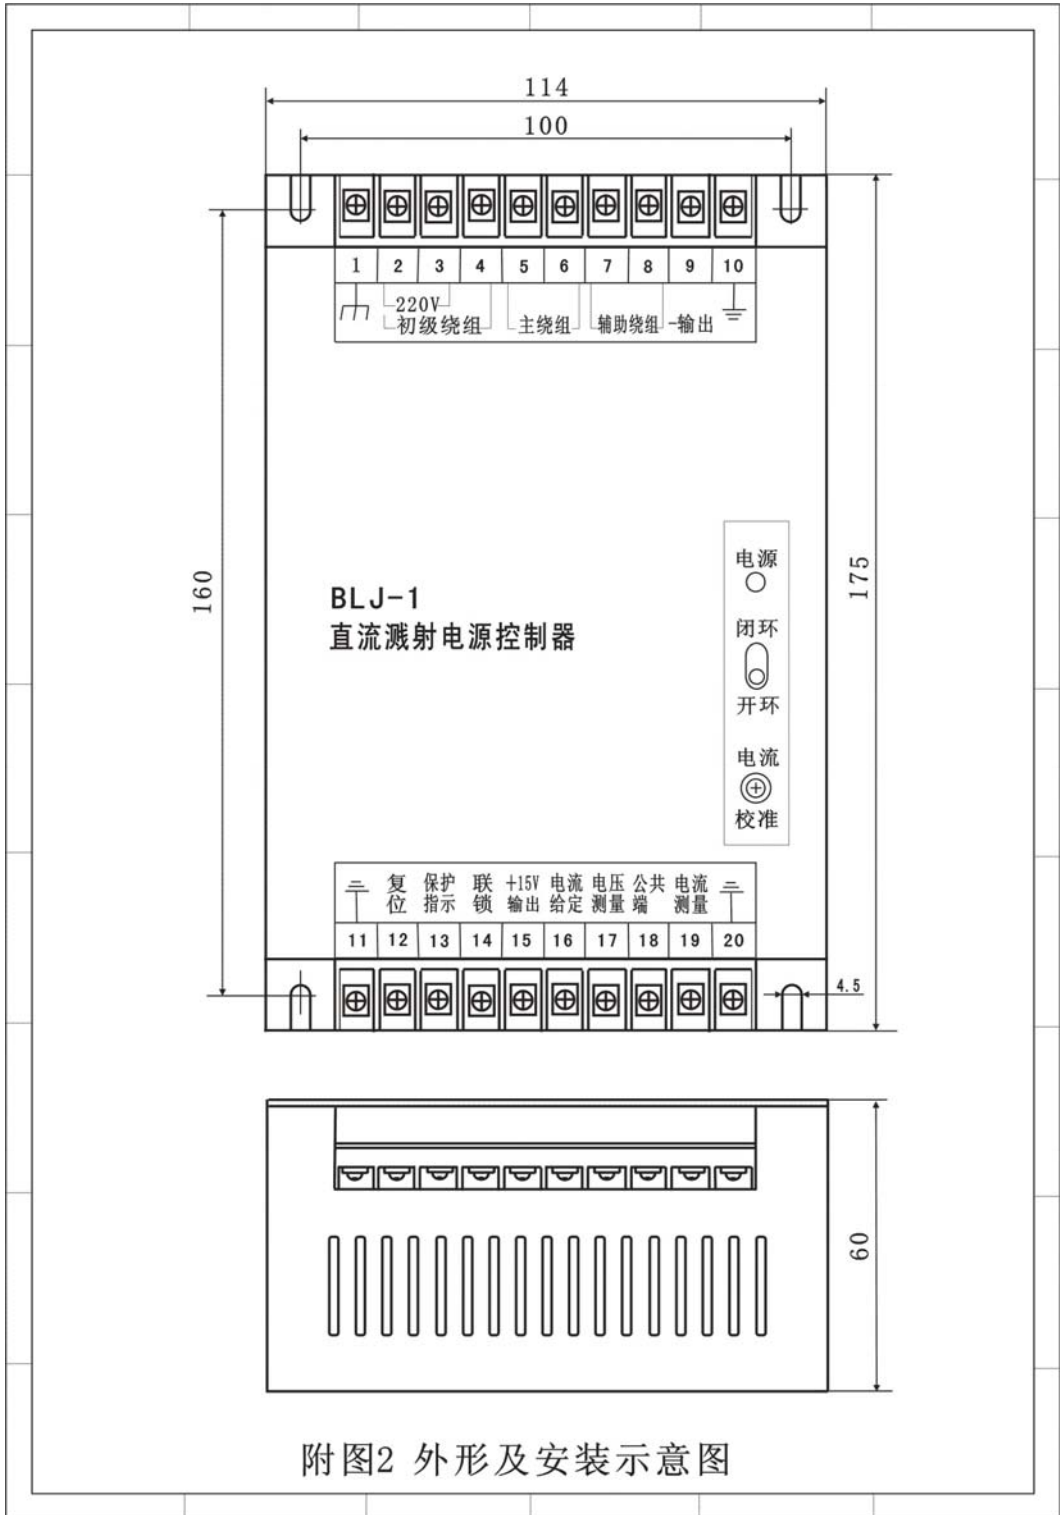 114
100
1 2 3 4 5 6 7 8 9 10
220V
初级绕组 主绕组 辅助绕组 -输出
160
175
电源
闭环
开环
电流
校准
BLJ-1
直流溅射电源控制器
复位 保护指示 联锁 +15V输出 电流给定 电压测量 公共端 电流测量
11 12 13 14 15 16 17 18 19 20
4.5
60
附图2 外形及安装示意图